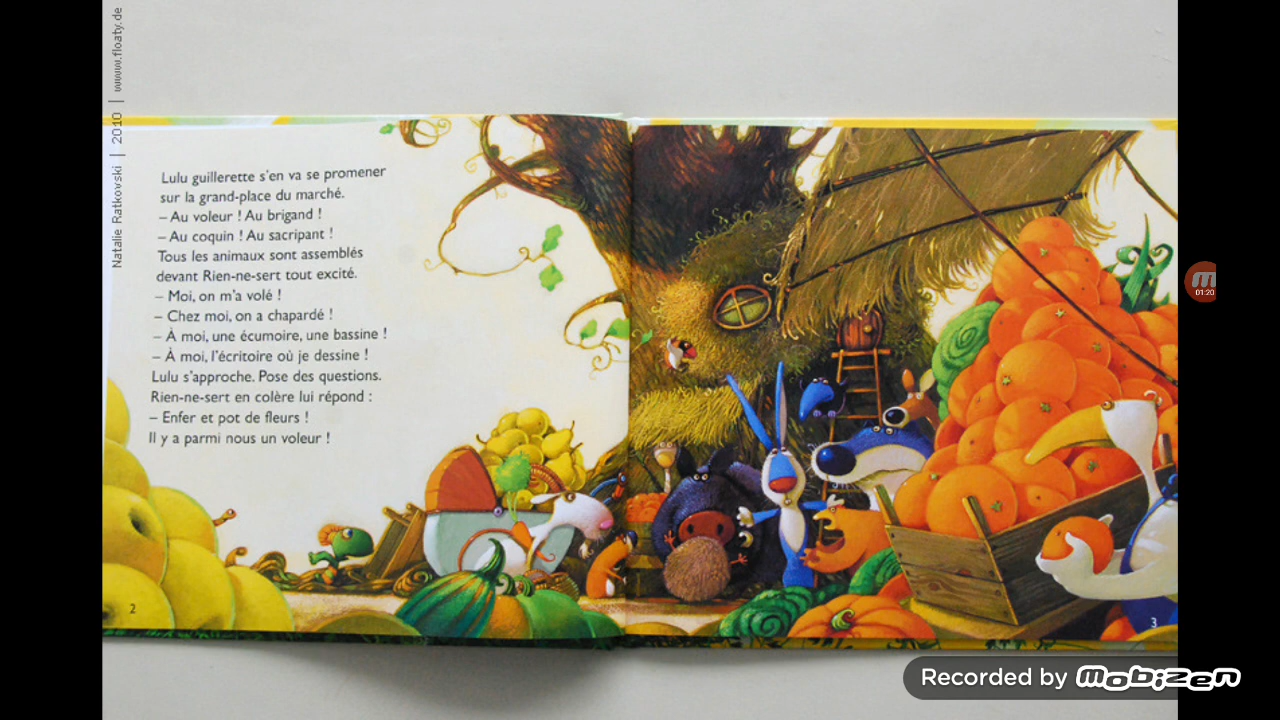 Natalie Ratkovski | 2010 | www.floaty.de
Lulu guillerette s'en va se promener
sur la grand-place du marché.
– Au voleur ! Au brigand !
– Au coquin ! Au sacripant !
Tous les animaux sont assemblés
devant Rien-ne-sert tout excité.
– Moi, on m'a volé !
– Chez moi, on a chapardé !
– À moi, une écumoire, une bassine !
– À moi, l'écritoire où je dessine !
Lulu s'approche. Pose des questions.
Rien-ne-sert en colère lui répond :
– Enfer et pot de fleurs !
Il y a parmi nous un voleur !
2
3
01:20
Recorded by mobizen